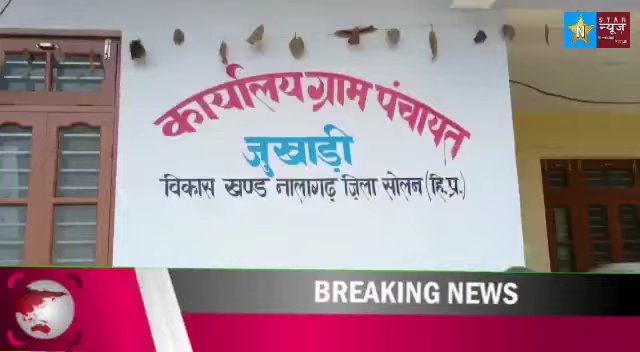 STAR
न्यूज़
N
कार्यालय ग्राम पंचायत
जुखाड़ी
विकास खण्ड नालागढ़ ज़िला सोलन (हि.प्र.)
BREAKING NEWS